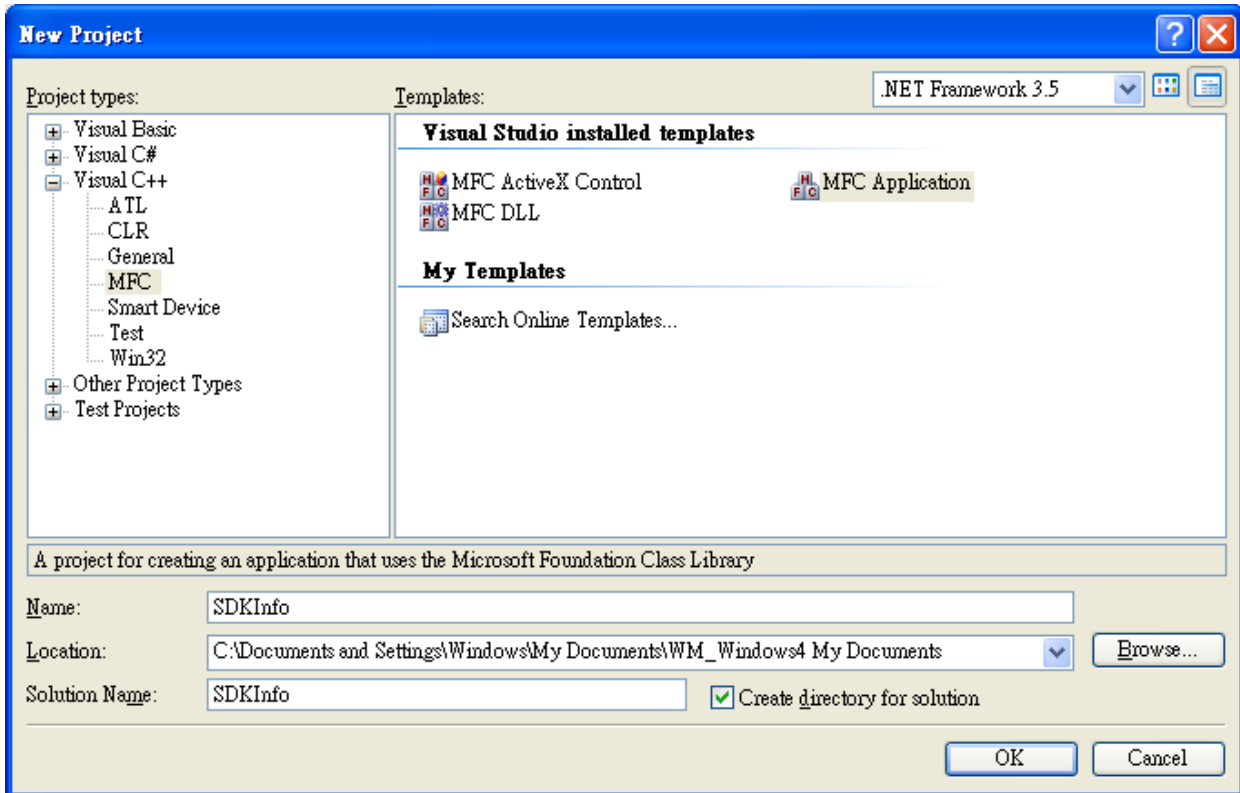 New Project
Project types:
Templates:
.NET Framework 3.5
Visual Basic
Visual C#
Visual C++
ATL
CLR
General
MFC
Smart Device
Test
Win32
Other Project Types
Test Projects
Visual Studio installed templates
MFC ActiveX Control
MFC Application
MFC DLL
My Templates
Search Online Templates...
A project for creating an application that uses the Microsoft Foundation Class Library
Name:
SDKInfo
Location:
C:\Documents and Settings\Windows\My Documents\WM_Windows4 My Documents
Browse...
Solution Name:
SDKInfo
Create directory for solution
OK
Cancel